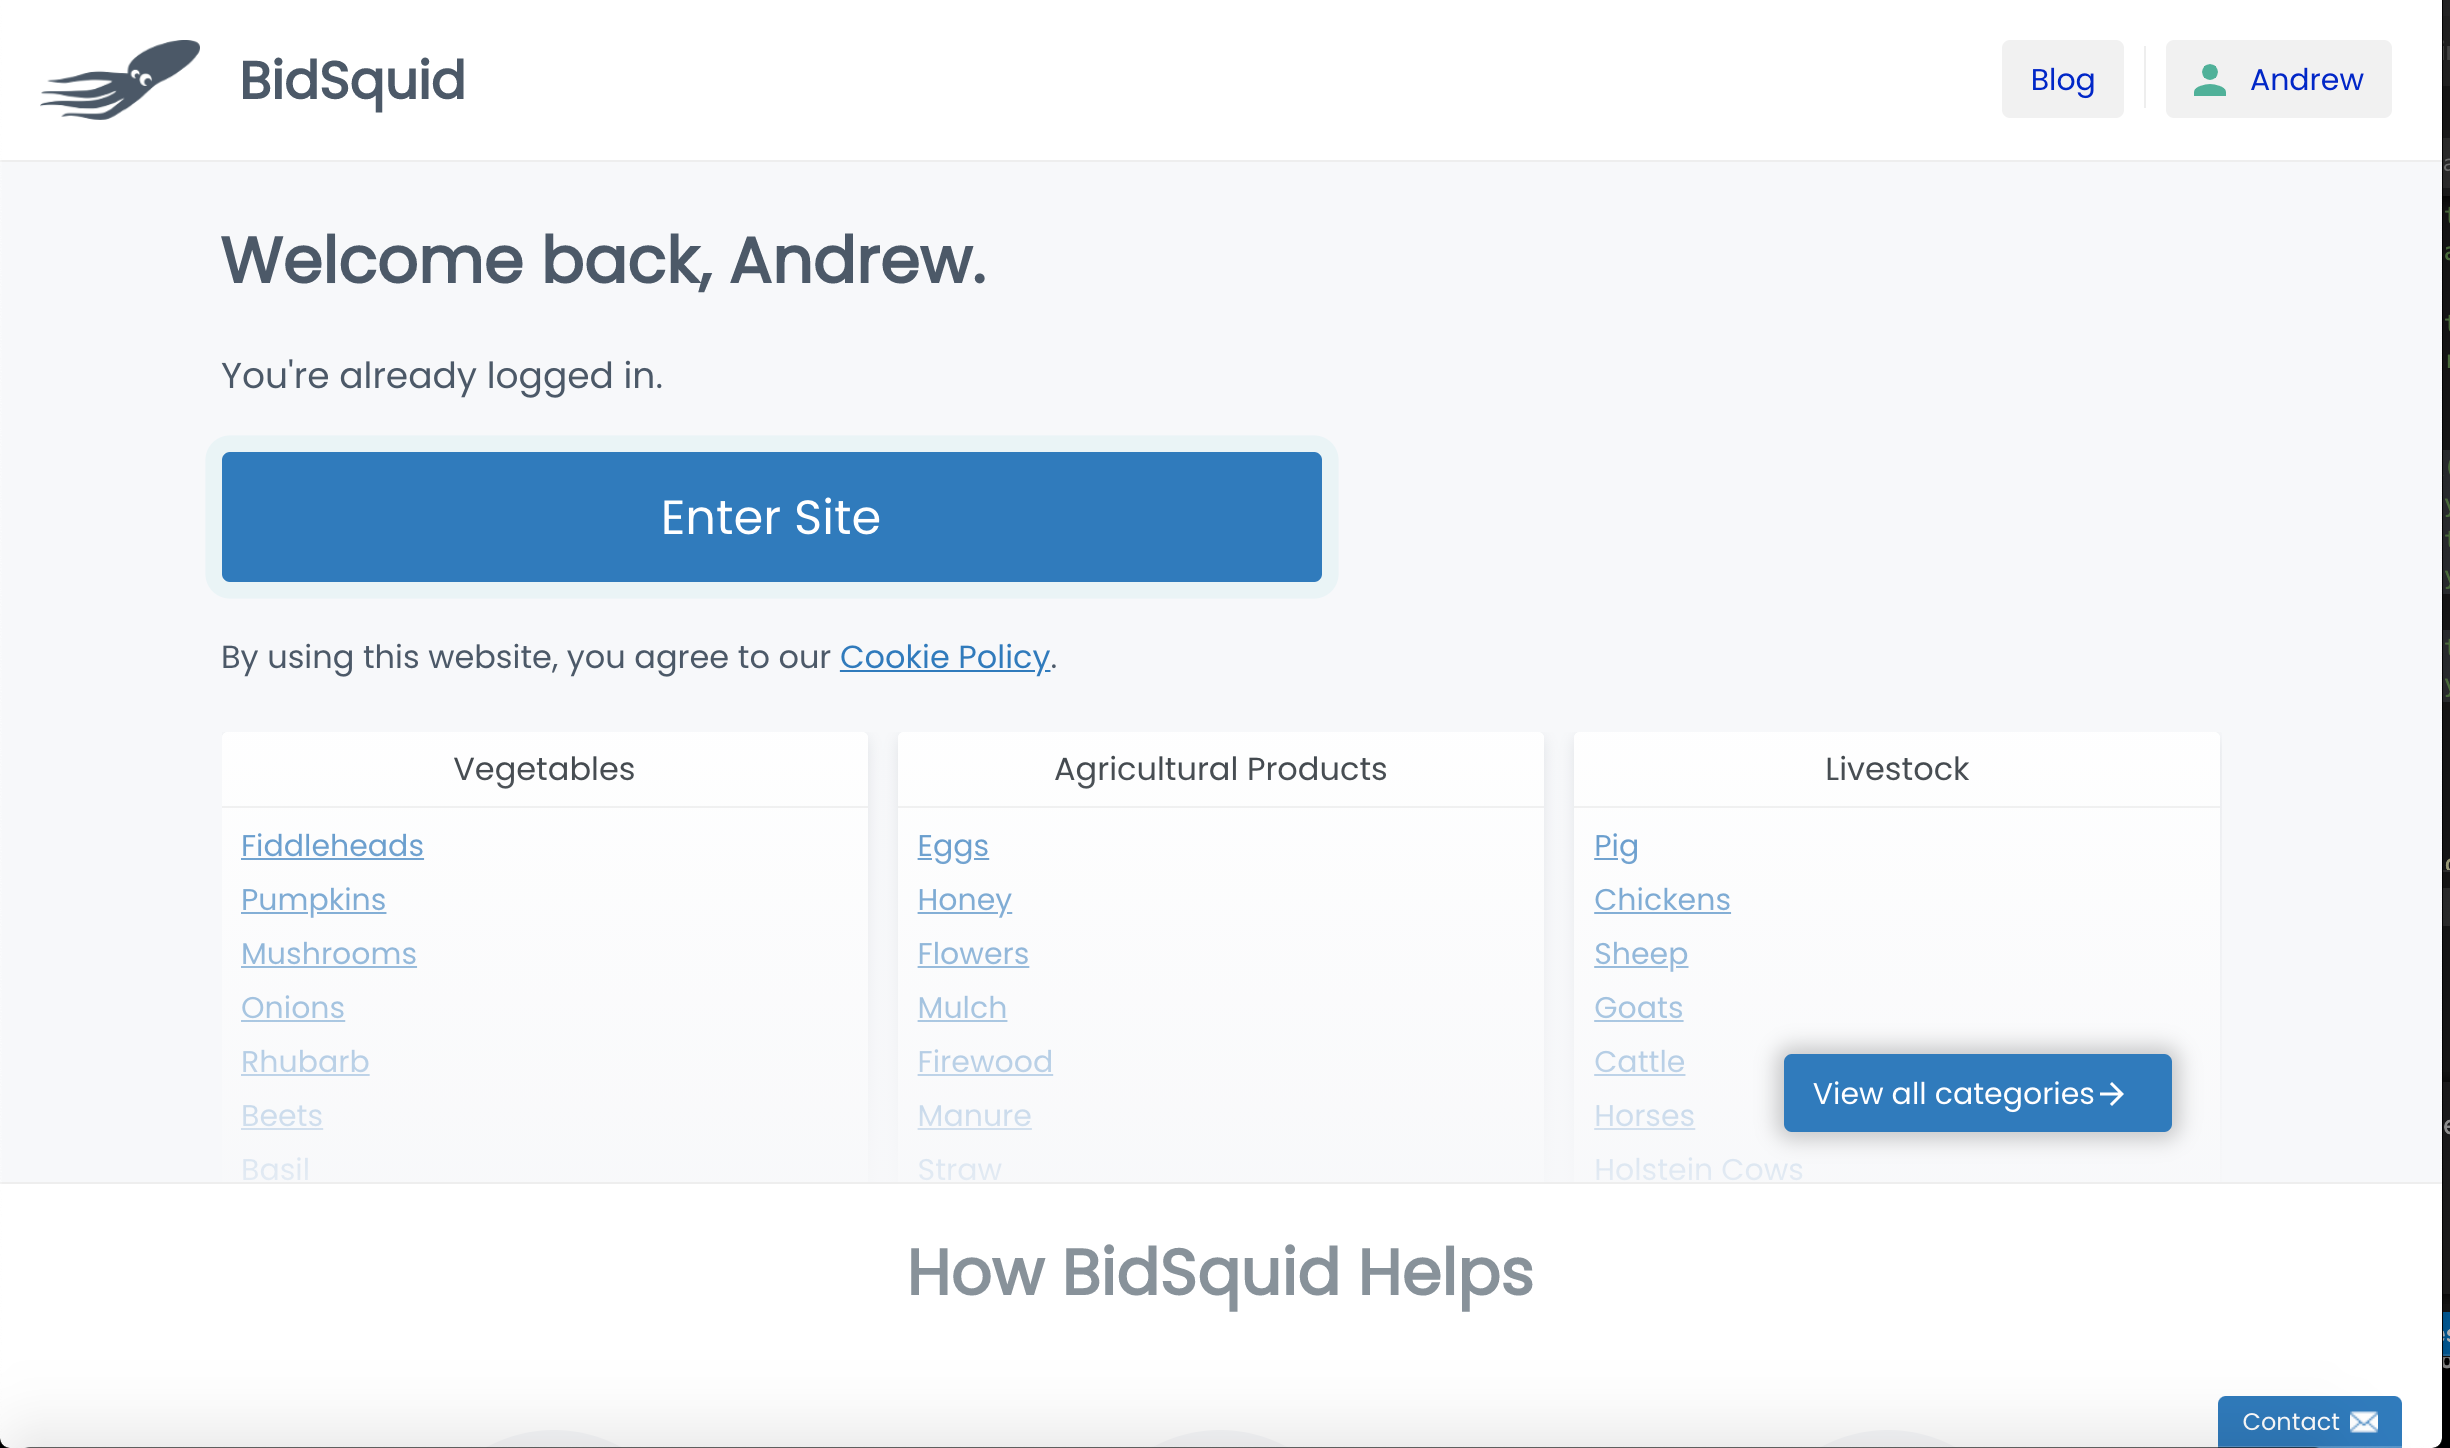 BidSquid
Blog
Andrew
Welcome back, Andrew.
You're already logged in.
Enter Site
By using this website, you agree to our Cookie Policy.
Vegetables
Fiddleheads
Pumpkins
Mushrooms
Onions
Rhubarb
Beets
Basil
Agricultural Products
Eggs
Honey
Flowers
Mulch
Firewood
Manure
Straw
Livestock
Pig
Chickens
Sheep
Goats
Cattle
Horses
Holstein Cows
View all categories
How BidSquid Helps
Contact